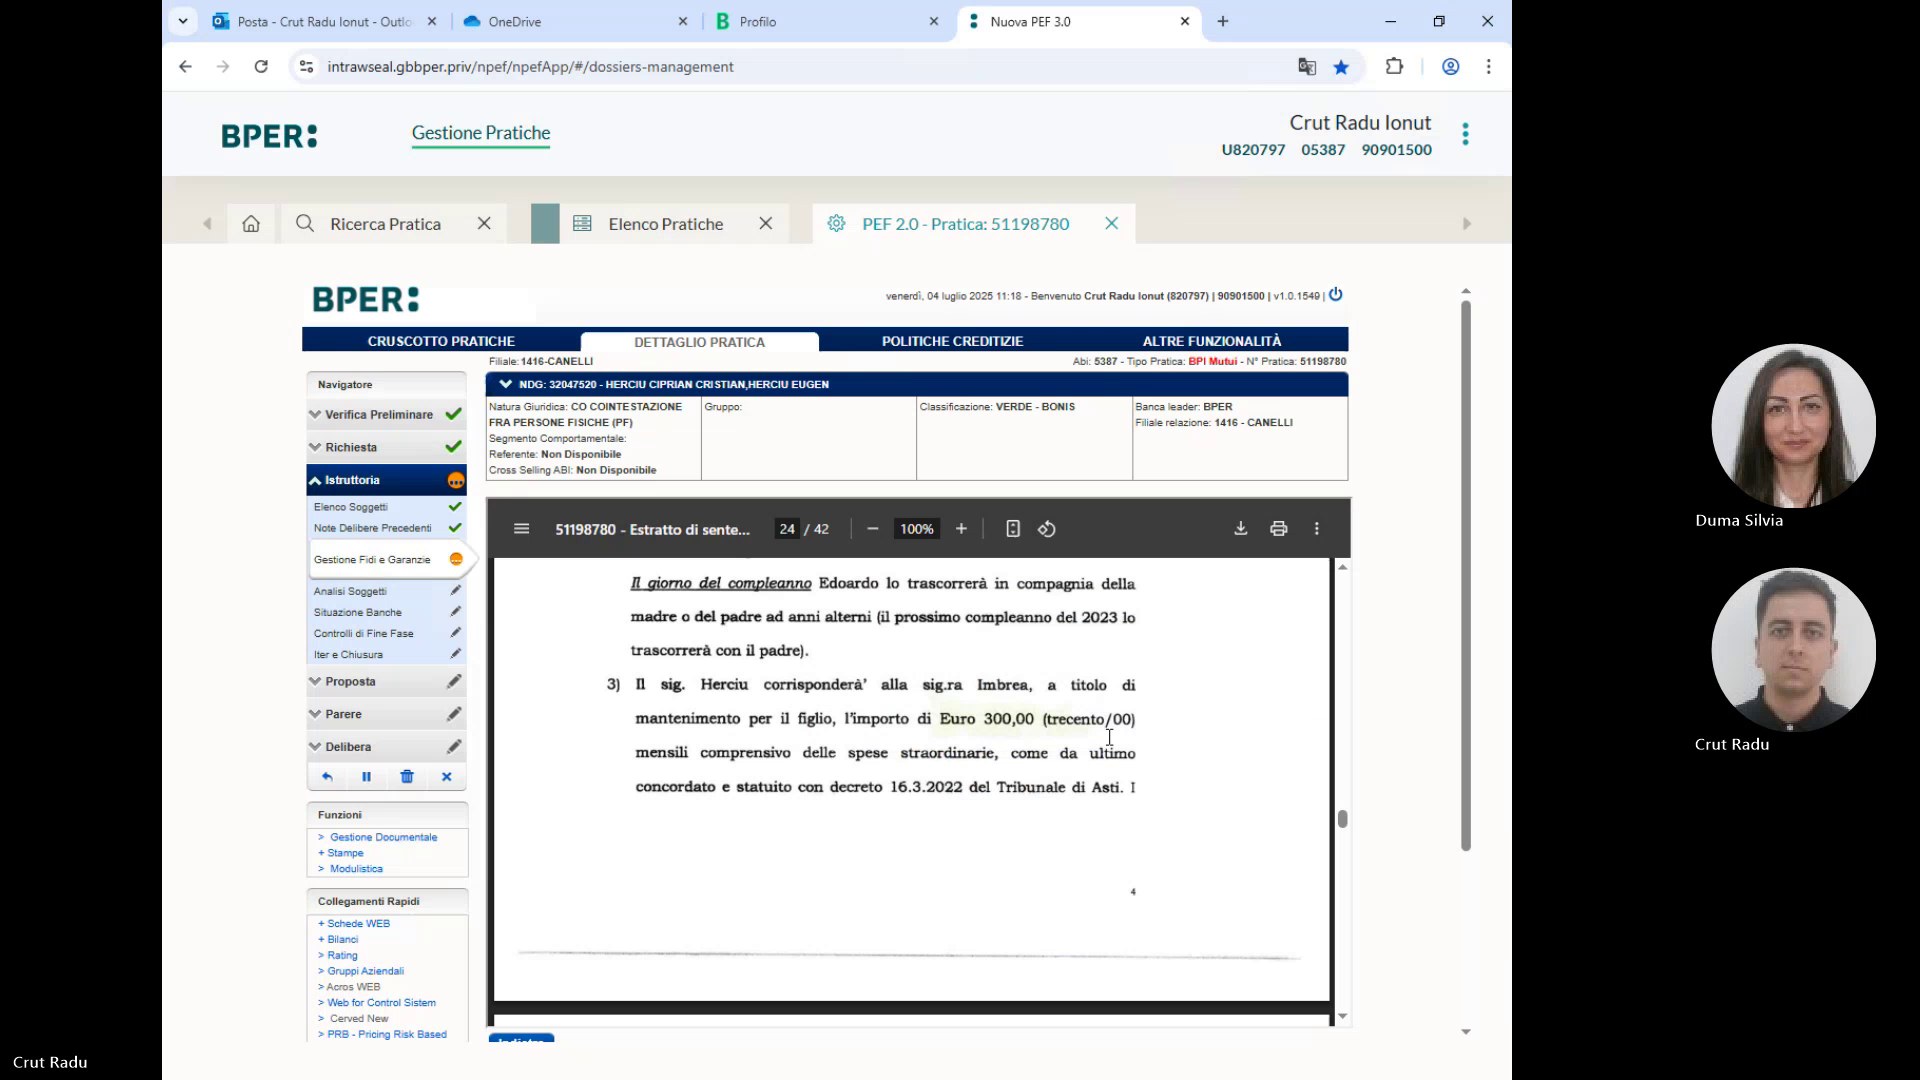 Posta - Crut Radu Ionut - Outlo
OneDrive
Profilo
Nuova PEF 3.0
intrawseal.gbbper.priv/npef/npefApp/#/dossiers-management
BPER:
Gestione Pratiche
Crut Radu Ionut
U820797 05387 90901500
Ricerca Pratica
Elenco Pratiche
PEF 2.0 - Pratica: 51198780
BPER:
venerdì, 04 luglio 2025 11:18 - Benvenuto Crut Radu Ionut (820797) | 90901500 | v1.0.1549 |
CRUSCOTTO PRATICHE
DETTAGLIO PRATICA
POLITICHE CREDITIZIE
ALTRE FUNZIONALITÀ
Filiale: 1416-CANELLI
Abi: 5387 - Tipo Pratica: BPI Mutui - N° Pratica: 51198780
Navigatore
Verifica Preliminare
Richiesta
Istruttoria
Elenco Soggetti
Note Delibere Precedenti
Gestione Fidi e Garanzie
Analisi Soggetti
Situazione Banche
Controlli di Fine Fase
Iter e Chiusura
Proposta
Parere
Delibera
Funzioni
> Gestione Documentale
+ Stampe
> Modulistica
Collegamenti Rapidi
+ Schede WEB
+ Bilanci
> Rating
> Gruppi Aziendali
> Acros WEB
> Web for Control Sistem
> Cerved New
> PRB - Pricing Risk Based
NDG: 32047520 - HERCIU CIPRIAN CRISTIAN,HERCIU EUGEN
Natura Giuridica: CO COINTESTAZIONE
FRA PERSONE FISICHE (PF)
Segmento Comportamentale:
Referente: Non Disponibile
Cross Selling ABI: Non Disponibile
Gruppo:
Classificazione: VERDE - BONIS
Banca leader: BPER
Filiale relazione: 1416 - CANELLI
51198780 - Estratto di sente...
24 / 42
100%
Il giorno del compleanno Edoardo lo trascorrerà in compagnia della
madre o del padre ad anni alterni (il prossimo compleanno del 2023 lo
trascorrerà con il padre).
3) Il sig. Herciu corrisponderà' alla sig.ra Imbrea, a titolo di
mantenimento per il figlio, l'importo di Euro 300,00 (trecento/00)
mensili comprensivo delle spese straordinarie, come da ultimo
concordato e statuito con decreto 16.3.2022 del Tribunale di Asti. I
4
Duma Silvia
Crut Radu
Crut Radu